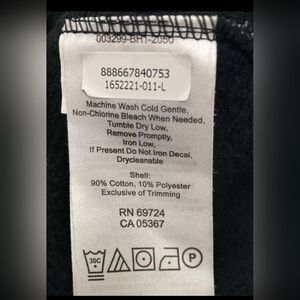 003299-BH1-2050
888667840753
1652221-011-L
Machine Wash Cold Gentle,
Non-Chlorine Bleach When Needed.
Tumble Dry Low,
Remove Promptly,
Iron Low,
If Present Do Not Iron Decal,
Drycleanable
Shell:
90% Cotton, 10% Polyester
Exclusive of Trimming
RN 69724
CA 05367
30C
P